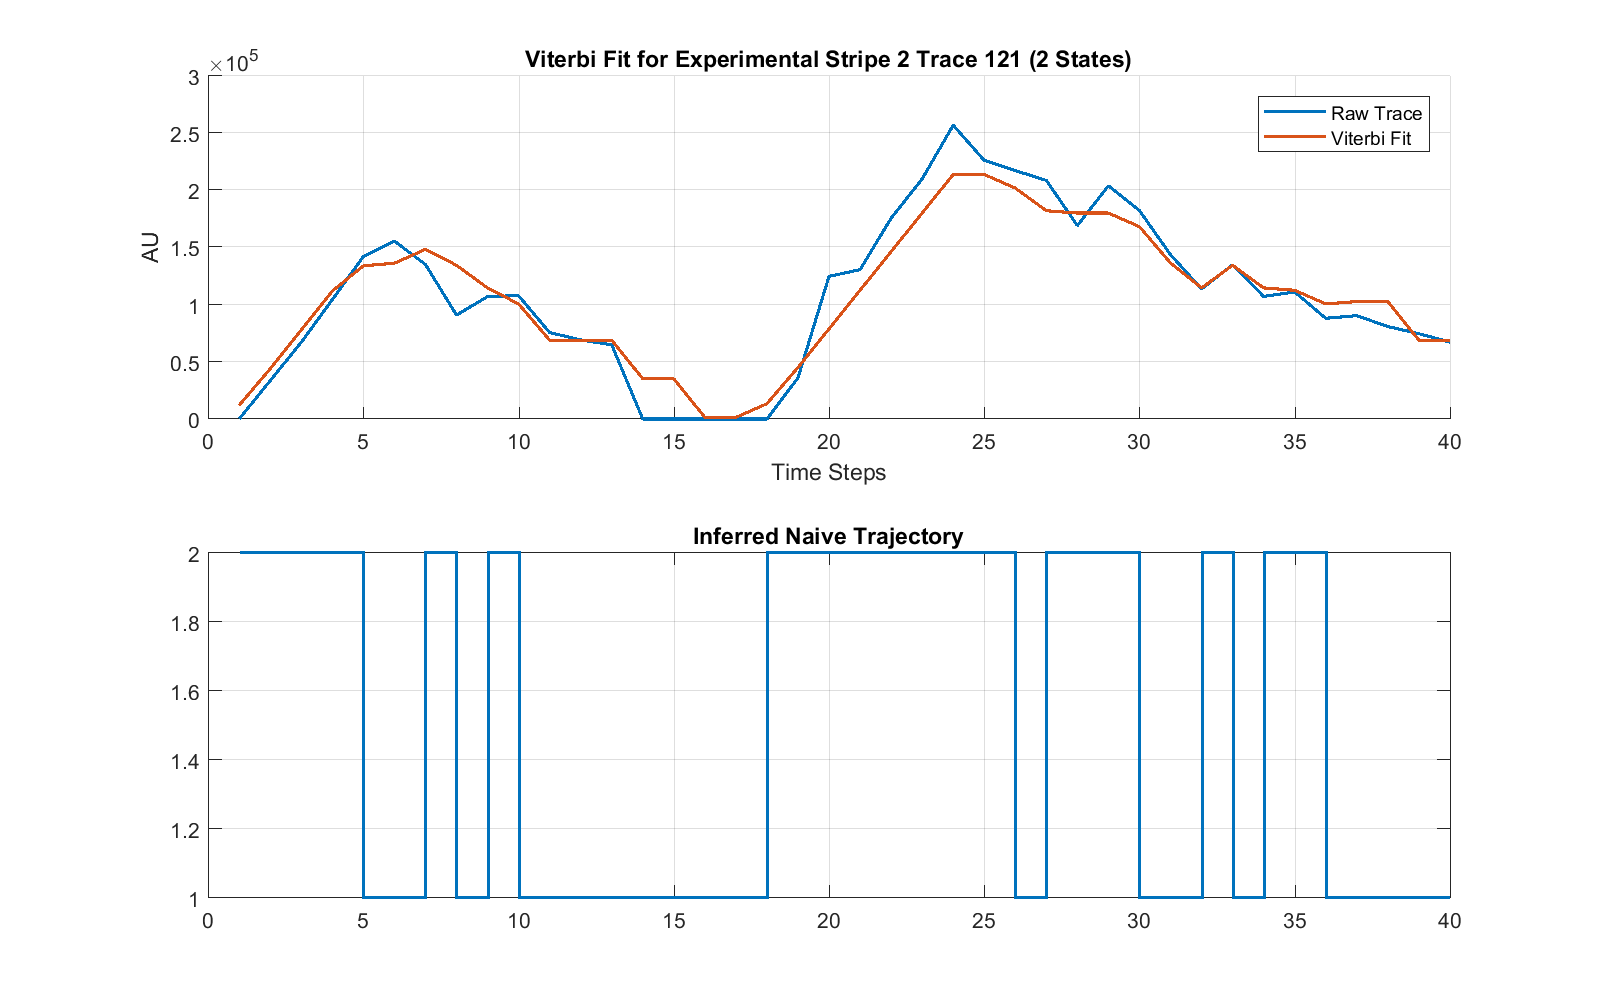 Viterbi Fit for Experimental Stripe 2 Trace 121 (2 States)
×10⁵
3
2.5
2
1.5
1
0.5
0
AU
Raw Trace
Viterbi Fit
0 5 10 15 20 25 30 35 40
Time Steps
Inferred Naive Trajectory
2
1.8
1.6
1.4
1.2
1
0 5 10 15 20 25 30 35 40